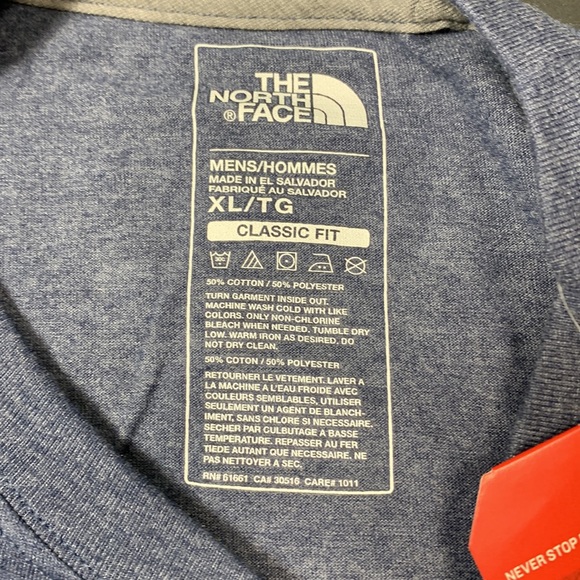 THE
NORTH
® FACE
MENS/HOMMES
MADE IN EL SALVADOR
FABRIQUÉ AU SALVADOR
XL/TG
CLASSIC FIT
50% COTTON / 50% POLYESTER
TURN GARMENT INSIDE OUT.
MACHINE WASH COLD WITH LIKE
COLORS. ONLY NON-CHLORINE
BLEACH WHEN NEEDED. TUMBLE DRY
LOW. WARM IRON AS DESIRED. DO
NOT DRY CLEAN.
50% CDTON / 50% POLYESTER
RETOURNER LE VETEMENT. LAVER A
LA MACHINE A L'EAU FROIDE AVEC
COULEURS SEMBLABLES, UTILISER
SEULEMENT UN AGENT DE BLANCH-
IMENT, SANS CHLORE SI NECESSAIRE.
SECHER PAR CULBUTAGE A BASSE
TEMPERATURE. REPASSER AU FER
TIEDE AUTANT QUE NECESSAIRE. NE
PAS NETTOYER A SEC.
RN# 61661 CA# 30516 CARE# 1011
NEVER STOP